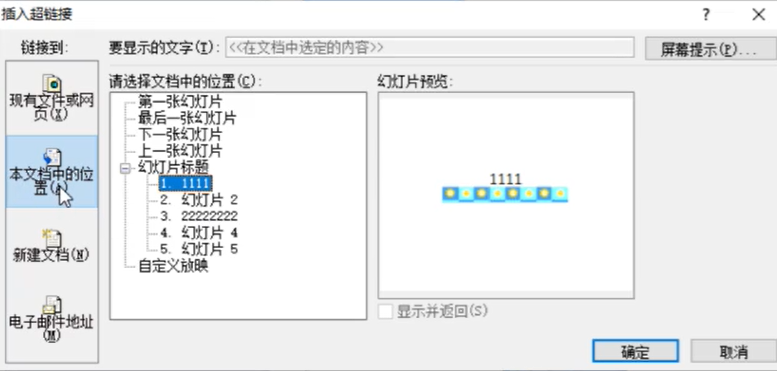 插入超链接
? ×
链接到:
要显示的文字(T): <<在文档中选定的内容>>
屏幕提示(P)...
现有文件或网
页(X)
本文档中的位
置(A)
新建文档(N)
电子邮件地址
(M)
请选择文档中的位置(C):
第一张幻灯片
最后一张幻灯片
下一张幻灯片
上一张幻灯片
幻灯片标题
1. 1111
2. 幻灯片 2
3. 22222222
4. 幻灯片 4
5. 幻灯片 5
自定义放映
幻灯片预览:
1111
显示并返回(S)
确定
取消